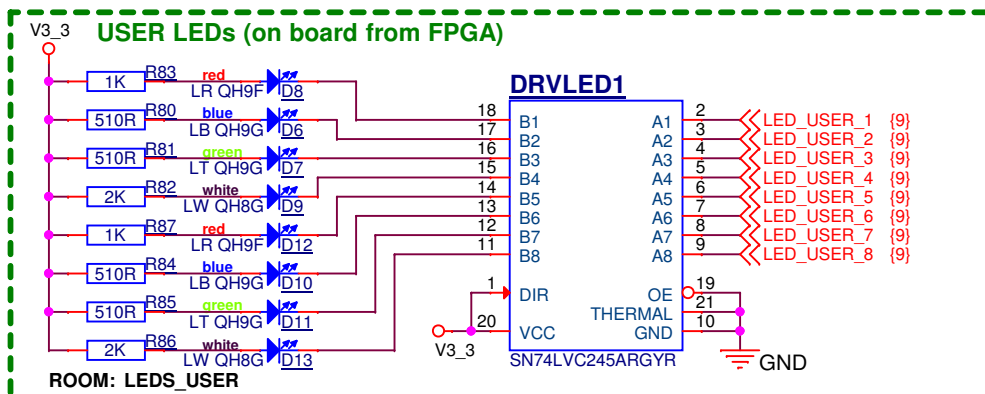 V3_3 USER LEDs (on board from FPGA)
R83 red
1K LR QH9F D8
R80 blue
510R LB QH9G D6
R81 green
510R LT QH9G D7
R82 white
2K LW QH8G D9
R87 red
1K LR QH9F D12
R84 blue
510R LB QH9G D10
R85 green
510R LT QH9G D11
R86 white
2K LW QH8G D13
ROOM: LEDS_USER
DRVLED1
18 B1 A1 2 LED_USER_1 {9}
17 B2 A2 3 LED_USER_2 {9}
16 B3 A3 4 LED_USER_3 {9}
15 B4 A4 5 LED_USER_4 {9}
14 B5 A5 6 LED_USER_5 {9}
13 B6 A6 7 LED_USER_6 {9}
12 B7 A7 8 LED_USER_7 {9}
11 B8 A8 9 LED_USER_8 {9}
1 DIR OE 19
THERMAL 21
20 VCC GND 10
V3_3
SN74LVC245ARGYR
GND